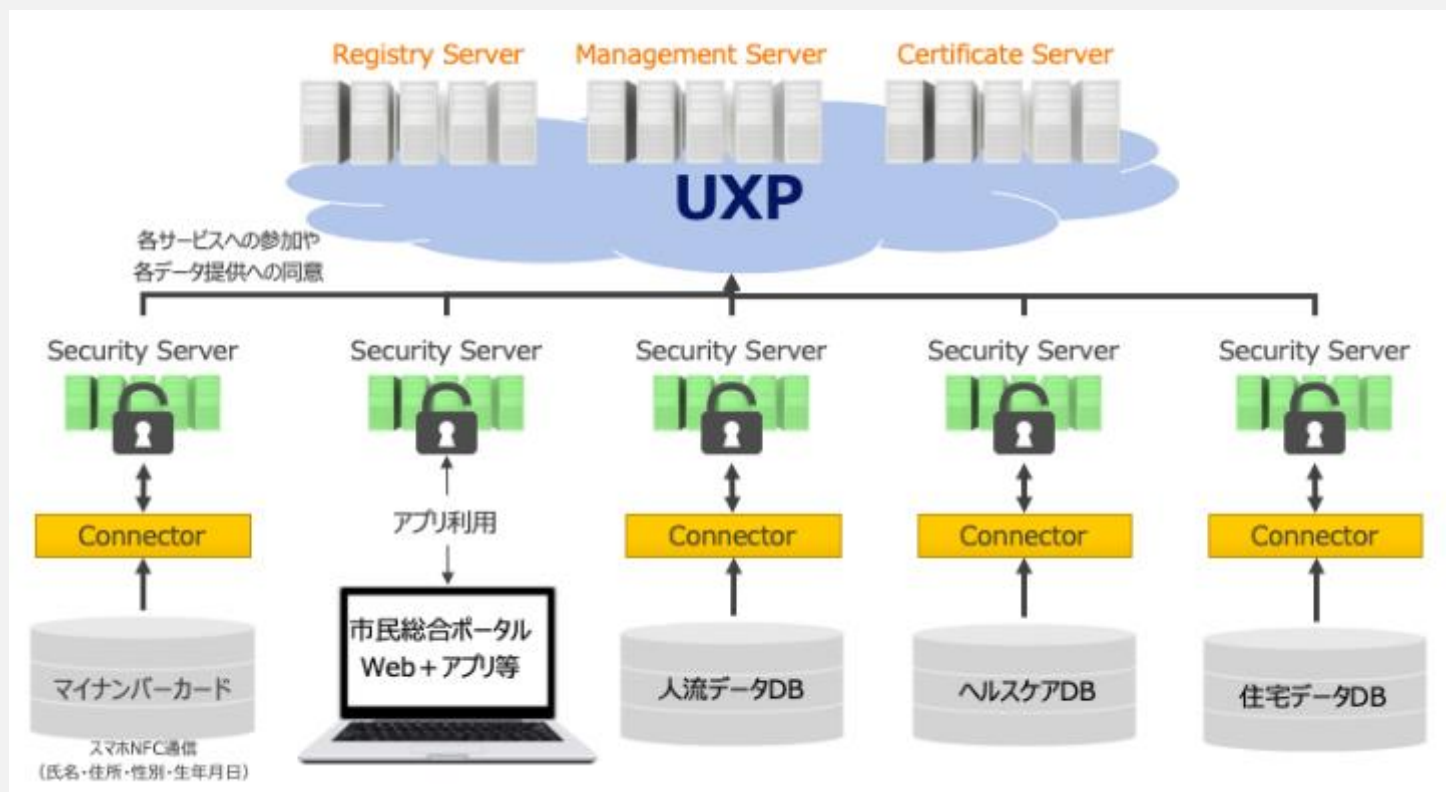 Registry Server
Management Server
Certificate Server
UXP
各サービスへの参加や
各データ提供への同意
Security Server
Security Server
Security Server
Security Server
Security Server
Connector
アプリ利用
Connector
Connector
Connector
市民総合ポータル
Web+アプリ等
マイナンバーカード
人流データDB
ヘルスケアDB
住宅データDB
スマホNFC通信
(氏名・住所・性別・生年月日)